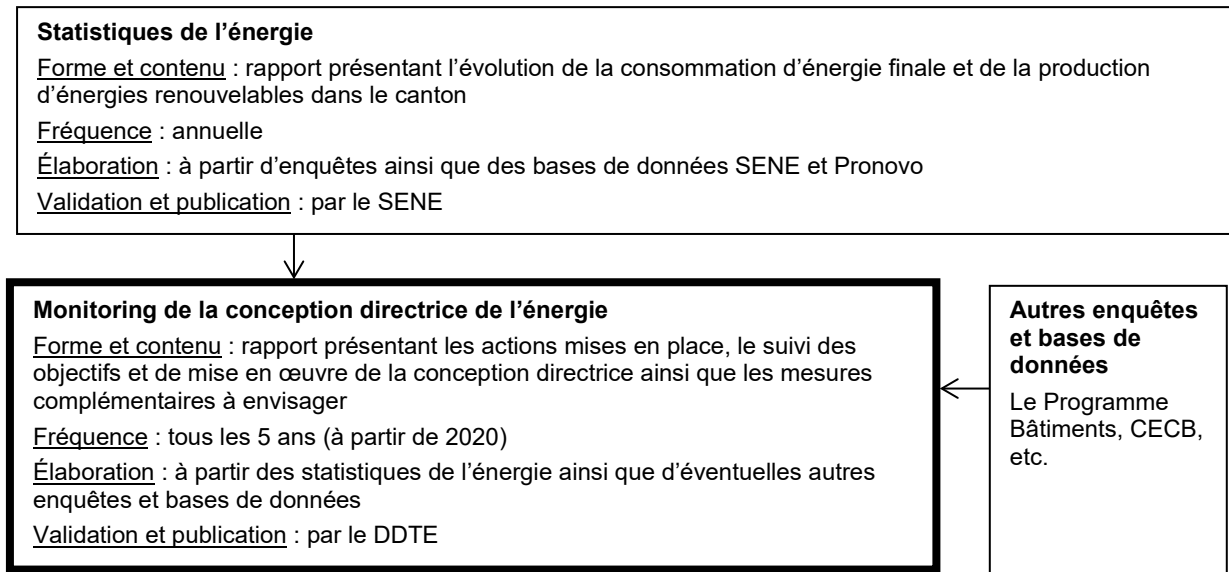 Statistiques de l’énergie
Forme et contenu : rapport présentant l’évolution de la consommation d’énergie finale et de la production
d’énergies renouvelables dans le canton
Fréquence : annuelle
Élaboration : à partir d’enquêtes ainsi que des bases de données SENE et Pronovo
Validation et publication : par le SENE
Monitoring de la conception directrice de l’énergie
Forme et contenu : rapport présentant les actions mises en place, le suivi des
objectifs et de mise en œuvre de la conception directrice ainsi que les mesures
complémentaires à envisager
Fréquence : tous les 5 ans (à partir de 2020)
Élaboration : à partir des statistiques de l’énergie ainsi que d’éventuelles autres
enquêtes et bases de données
Validation et publication : par le DDTE
Autres enquêtes
et bases de
données
Le Programme
Bâtiments, CECB,
etc.